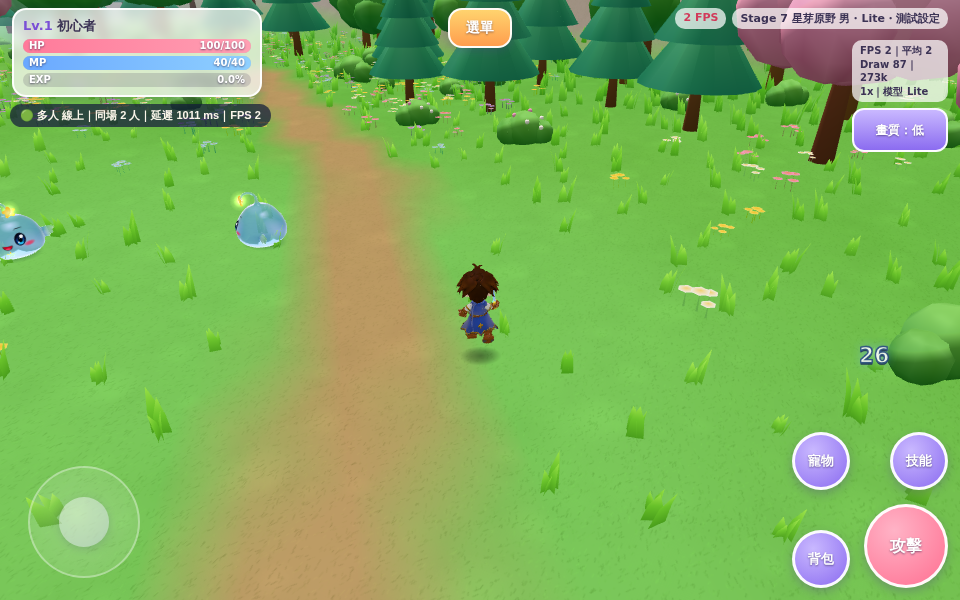 Lv.1 初心者
HP 100/100
MP 40/40
EXP 0.0%
多人 線上｜同場 2 人｜延遲 1011 ms｜FPS 2
選單
2 FPS
Stage 7 星芽原野 男・Lite・測試設定
FPS 2｜平均 2
Draw 87｜
273k
1x｜模型 Lite
畫質：低
26
寵物
技能
攻擊
背包